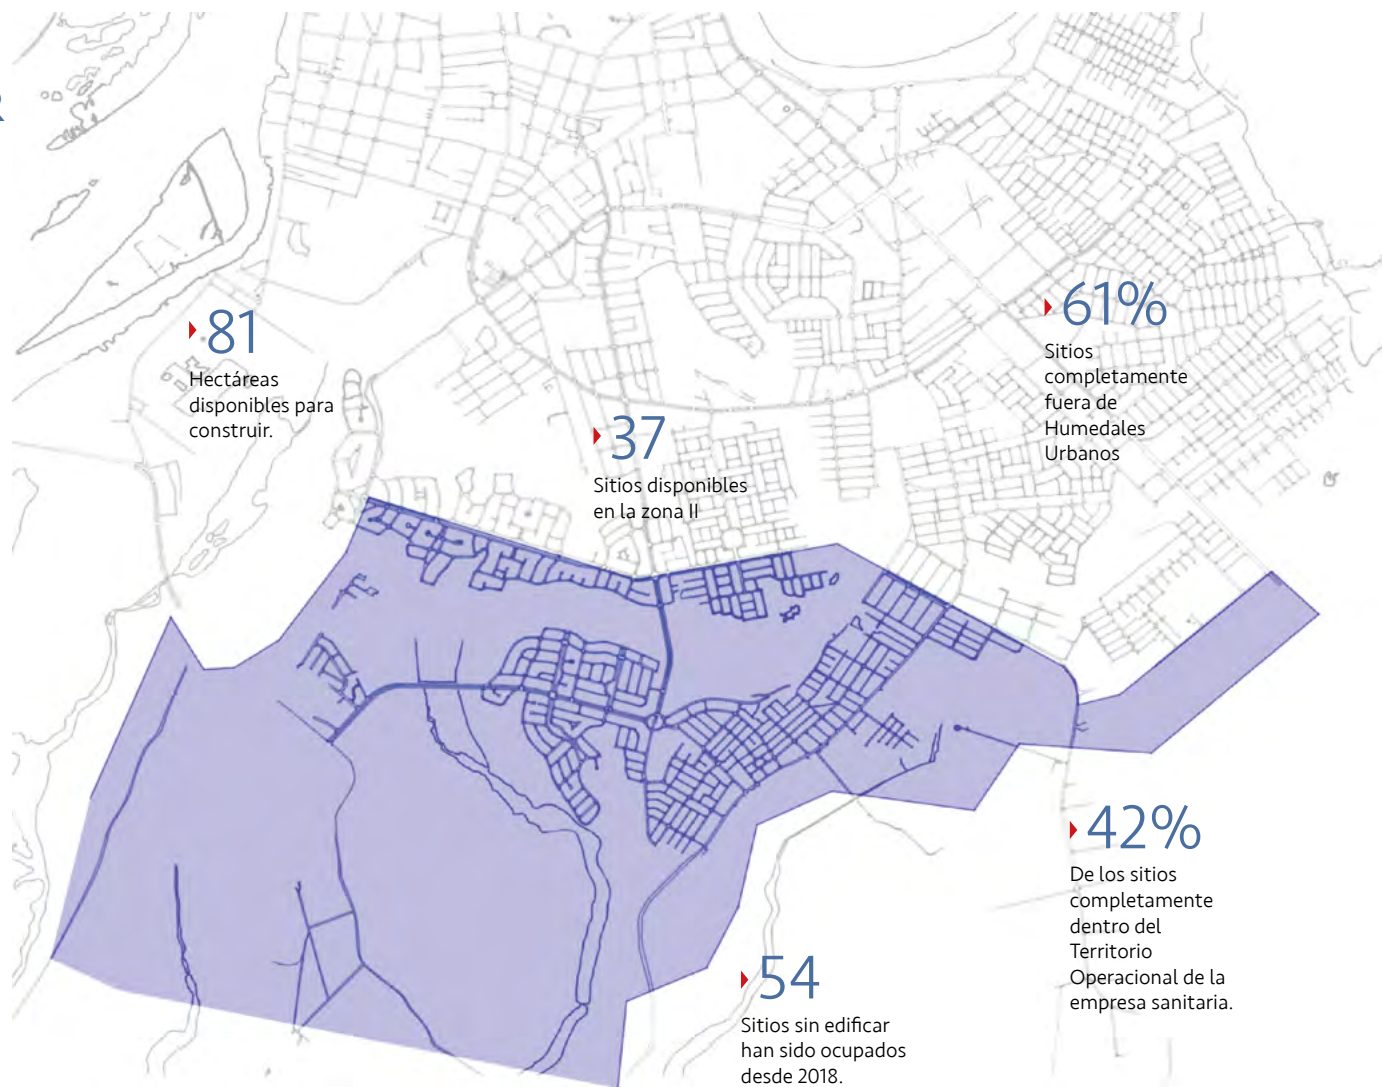 81
Hectáreas
disponibles para
construir.
61%
Sitios
completamente
fuera de
Humedales
Urbanos
37
Sitios disponibles
en la zona II
42%
De los sitios
completamente
dentro del
Territorio
Operacional de la
empresa sanitaria.
54
Sitios sin edificar
han sido ocupados
desde 2018.